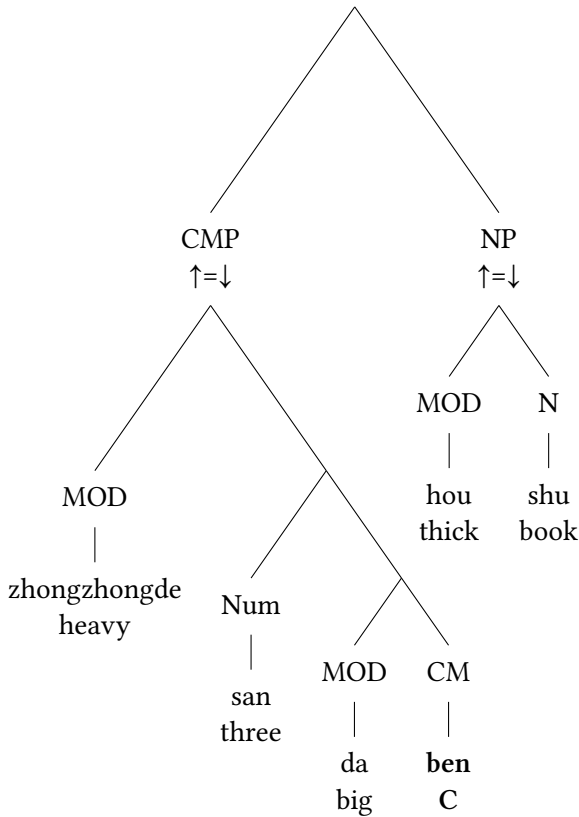 CMP NP
↑=↓ ↑=↓
MOD N
MOD
hou shu
thick book
zhongzhongde
heavy
Num
MOD CM
san
three
da ben
big C